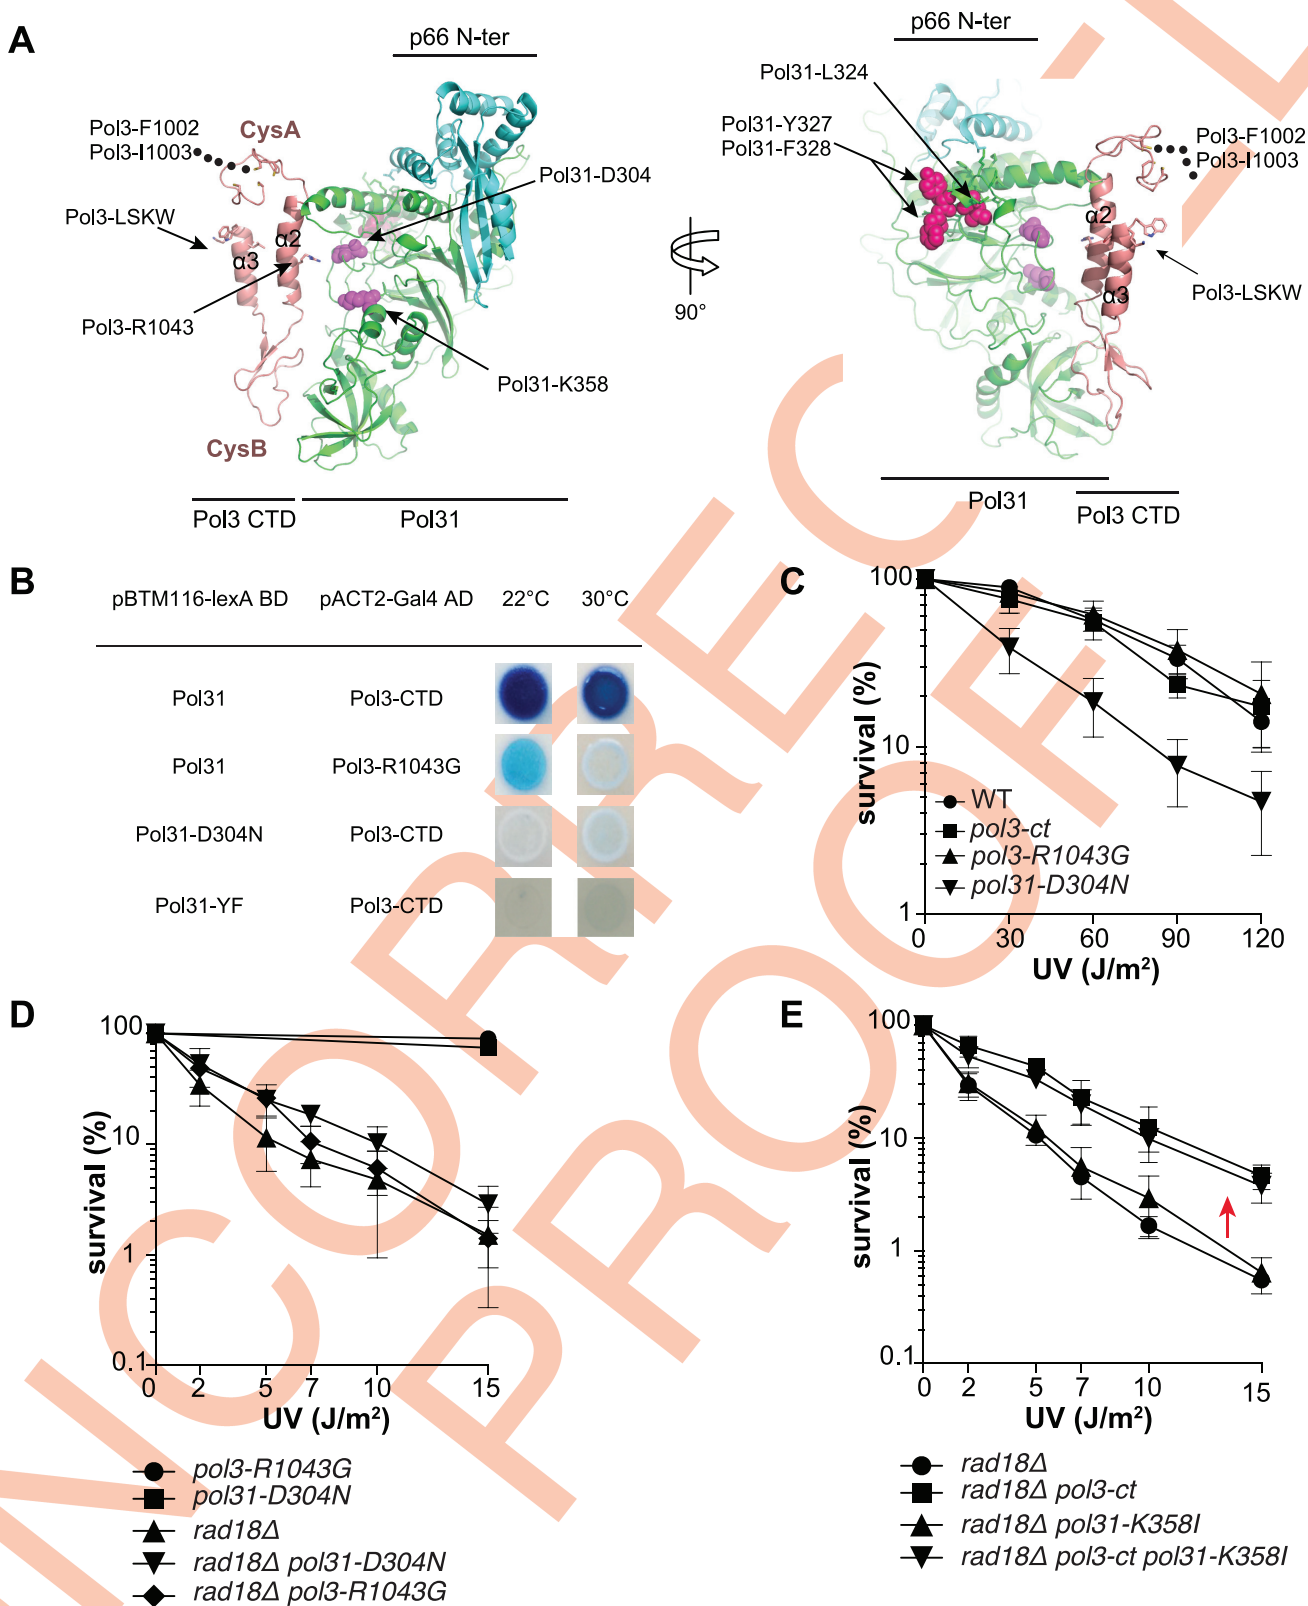 A
p66 N-ter
Pol3-F1002
Pol3-I1003
CysA
Pol31-D304
Pol3-LSKW
α2
α3
Pol3-R1043
Pol31-K358
CysB
Pol3 CTD
Pol31
90°
p66 N-ter
Pol31-L324
Pol31-Y327
Pol31-F328
Pol3-F1002
Pol3-I1003
α2
α3
Pol3-LSKW
Pol31
Pol3 CTD
B
pBTM116-lexA BD pACT2-Gal4 AD 22°C 30°C
Pol31 Pol3-CTD
Pol31 Pol3-R1043G
Pol31-D304N Pol3-CTD
Pol31-YF Pol3-CTD
C
survival (%)
100
10
1
WT
pol3-ct
pol3-R1043G
pol31-D304N
0 30 60 90 120
UV (J/m²)
D
survival (%)
100
10
1
0.1
0 2 5 7 10 15
UV (J/m²)
pol3-R1043G
pol31-D304N
rad18Δ
rad18Δ pol31-D304N
rad18Δ pol3-R1043G
E
survival (%)
100
10
1
0.1
0 2 5 7 10 15
UV (J/m²)
rad18Δ
rad18Δ pol3-ct
rad18Δ pol31-K358I
rad18Δ pol3-ct pol31-K358I
NCORREC
PROOF